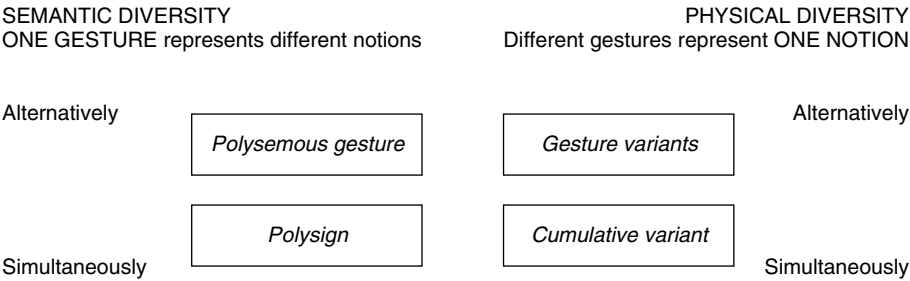 SEMANTIC DIVERSITY
ONE GESTURE represents different notions
PHYSICAL DIVERSITY
Different gestures represent ONE NOTION
Alternatively
Polysemous gesture
Gesture variants
Alternatively
Polysign
Cumulative variant
Simultaneously
Simultaneously